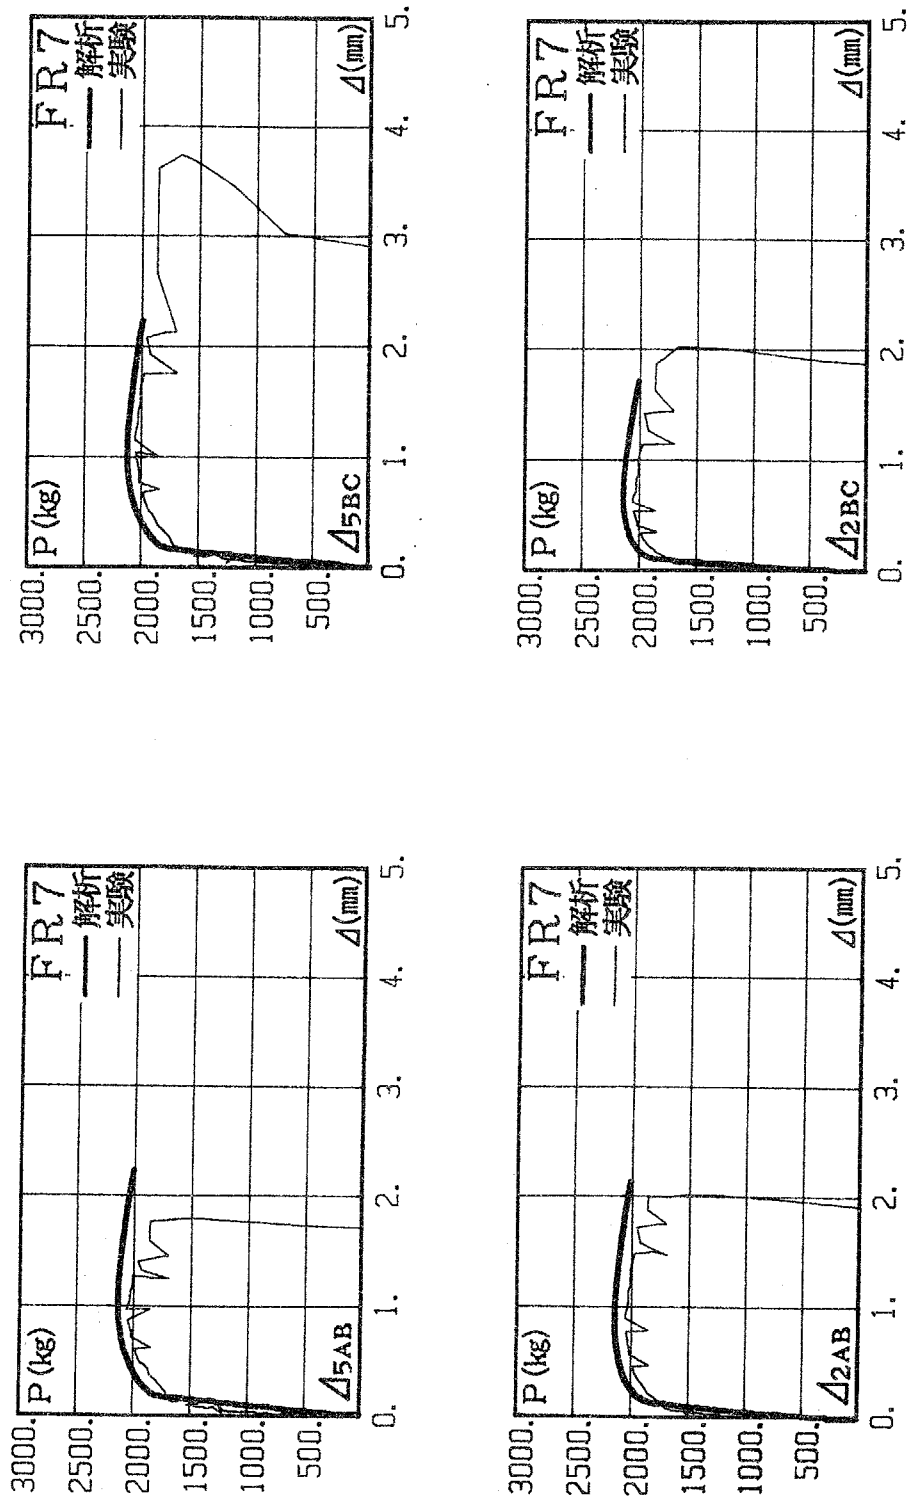 3000.
P (kg)
FR7
解析
実験
2500.
2000.
1500.
1000.
500.
Δ5AB
Δ(mm)
0. 1. 2. 3. 4. 5.
3000.
P (kg)
FR7
解析
実験
2500.
2000.
1500.
1000.
500.
Δ5BC
Δ(mm)
0. 1. 2. 3. 4. 5.
3000.
P (kg)
FR7
解析
実験
2500.
2000.
1500.
1000.
500.
Δ2AB
Δ(mm)
0. 1. 2. 3. 4. 5.
3000.
P (kg)
FR7
解析
実験
2500.
2000.
1500.
1000.
500.
Δ2BC
Δ(mm)
0. 1. 2. 3. 4. 5.